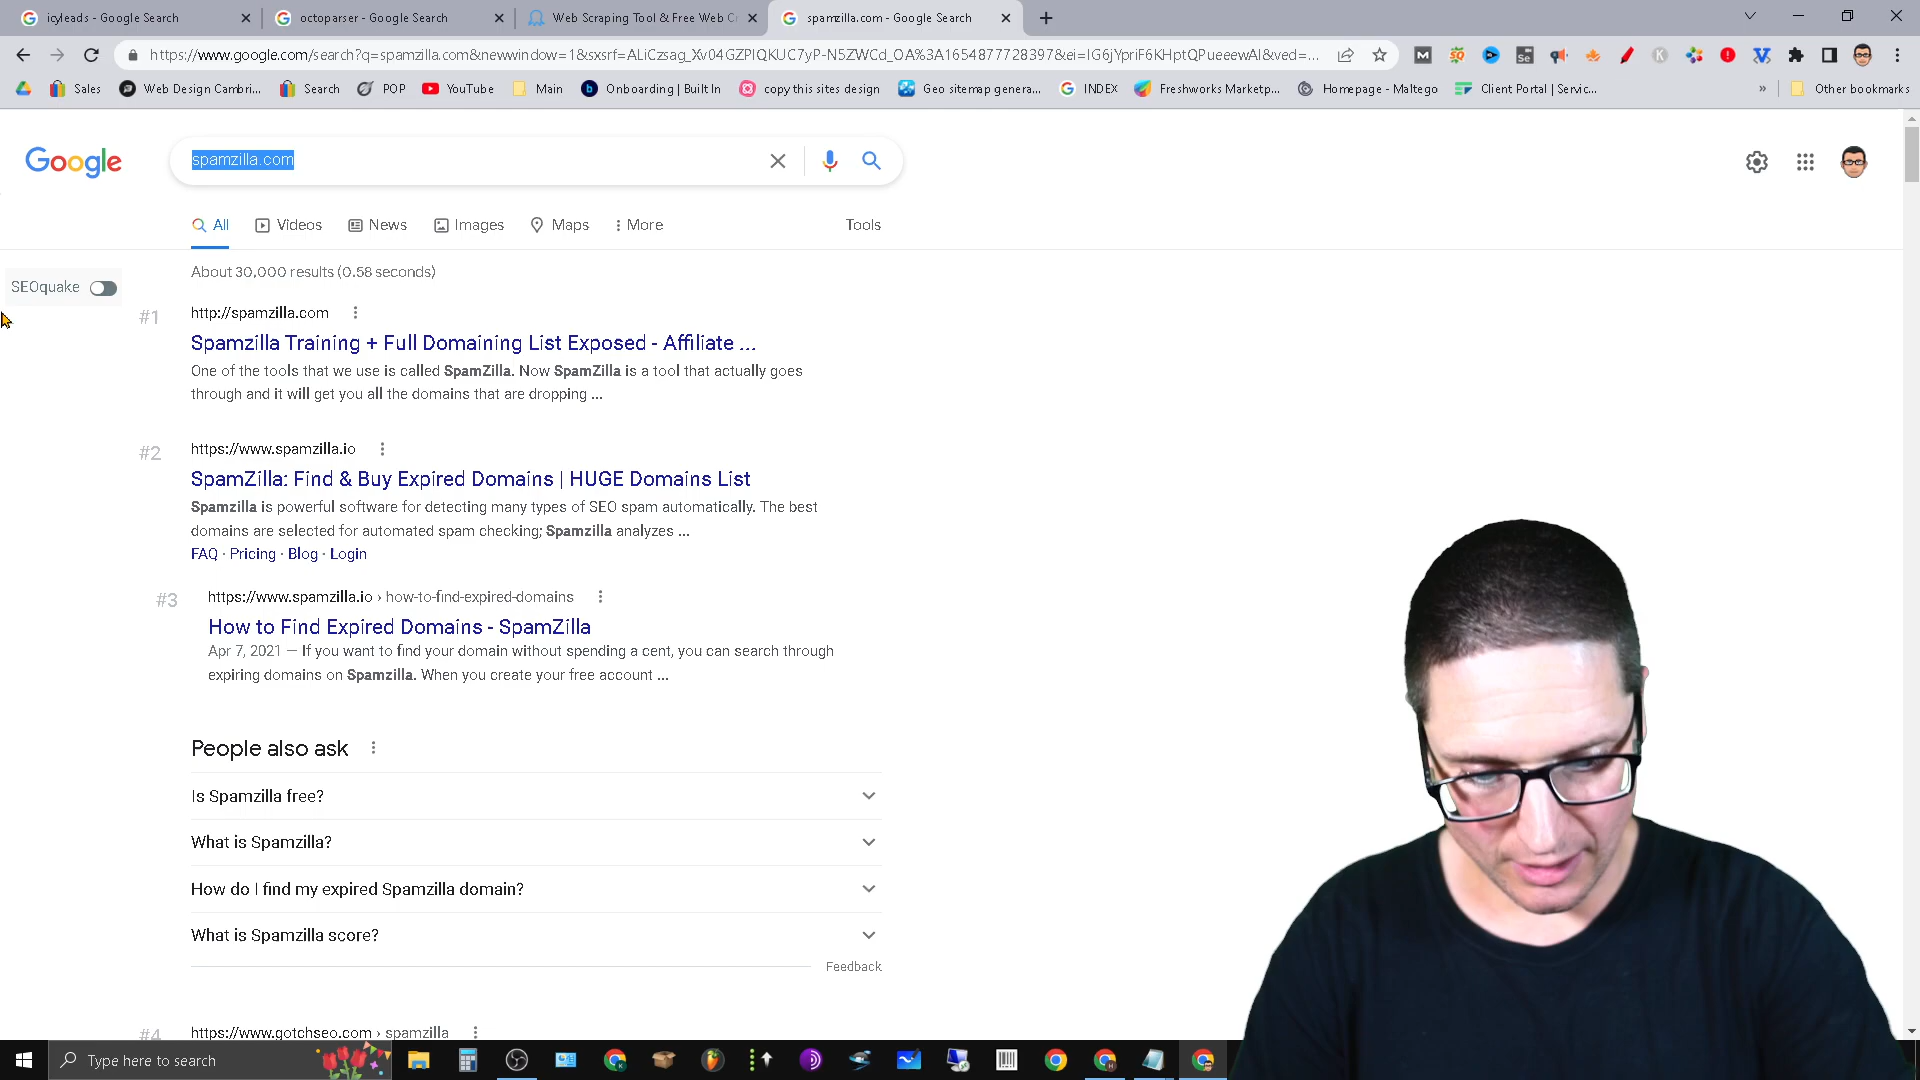 icyleads - Google Search
octoparser - Google Search
Web Scraping Tool & Free Web Cr
spamzilla.com - Google Search
https://www.google.com/search?q=spamzilla.com&newwindow=1&sxsrf=ALiCzsag_Xv04GZPIQKUC7yP-N5ZWCd_OA%3A1654877728397&ei=IG6jYpriF6KHptQPueeewAI&ved=...
Sales
Web Design Cambri...
Search
POP
YouTube
Main
Onboarding | Built In
copy this sites design
Geo sitemap genera...
INDEX
Freshworks Marketp...
Homepage - Maltego
Client Portal | Servic...
»
Other bookmarks
Google
spamzilla.com
All
Videos
News
Images
Maps
More
Tools
About 30,000 results (0.58 seconds)
SEOquake
#1
http://spamzilla.com
Spamzilla Training + Full Domaining List Exposed - Affiliate ...
One of the tools that we use is called SpamZilla. Now SpamZilla is a tool that actually goes
through and it will get you all the domains that are dropping ...
#2
https://www.spamzilla.io
SpamZilla: Find & Buy Expired Domains | HUGE Domains List
Spamzilla is powerful software for detecting many types of SEO spam automatically. The best
domains are selected for automated spam checking; Spamzilla analyzes ...
FAQ · Pricing · Blog · Login
#3
https://www.spamzilla.io › how-to-find-expired-domains
How to Find Expired Domains - SpamZilla
Apr 7, 2021 — If you want to find your domain without spending a cent, you can search through
expiring domains on Spamzilla. When you create your free account ...
People also ask
Is Spamzilla free?
What is Spamzilla?
How do I find my expired Spamzilla domain?
What is Spamzilla score?
Feedback
#4
https://www.gotchseo.com › spamzilla
Type here to search